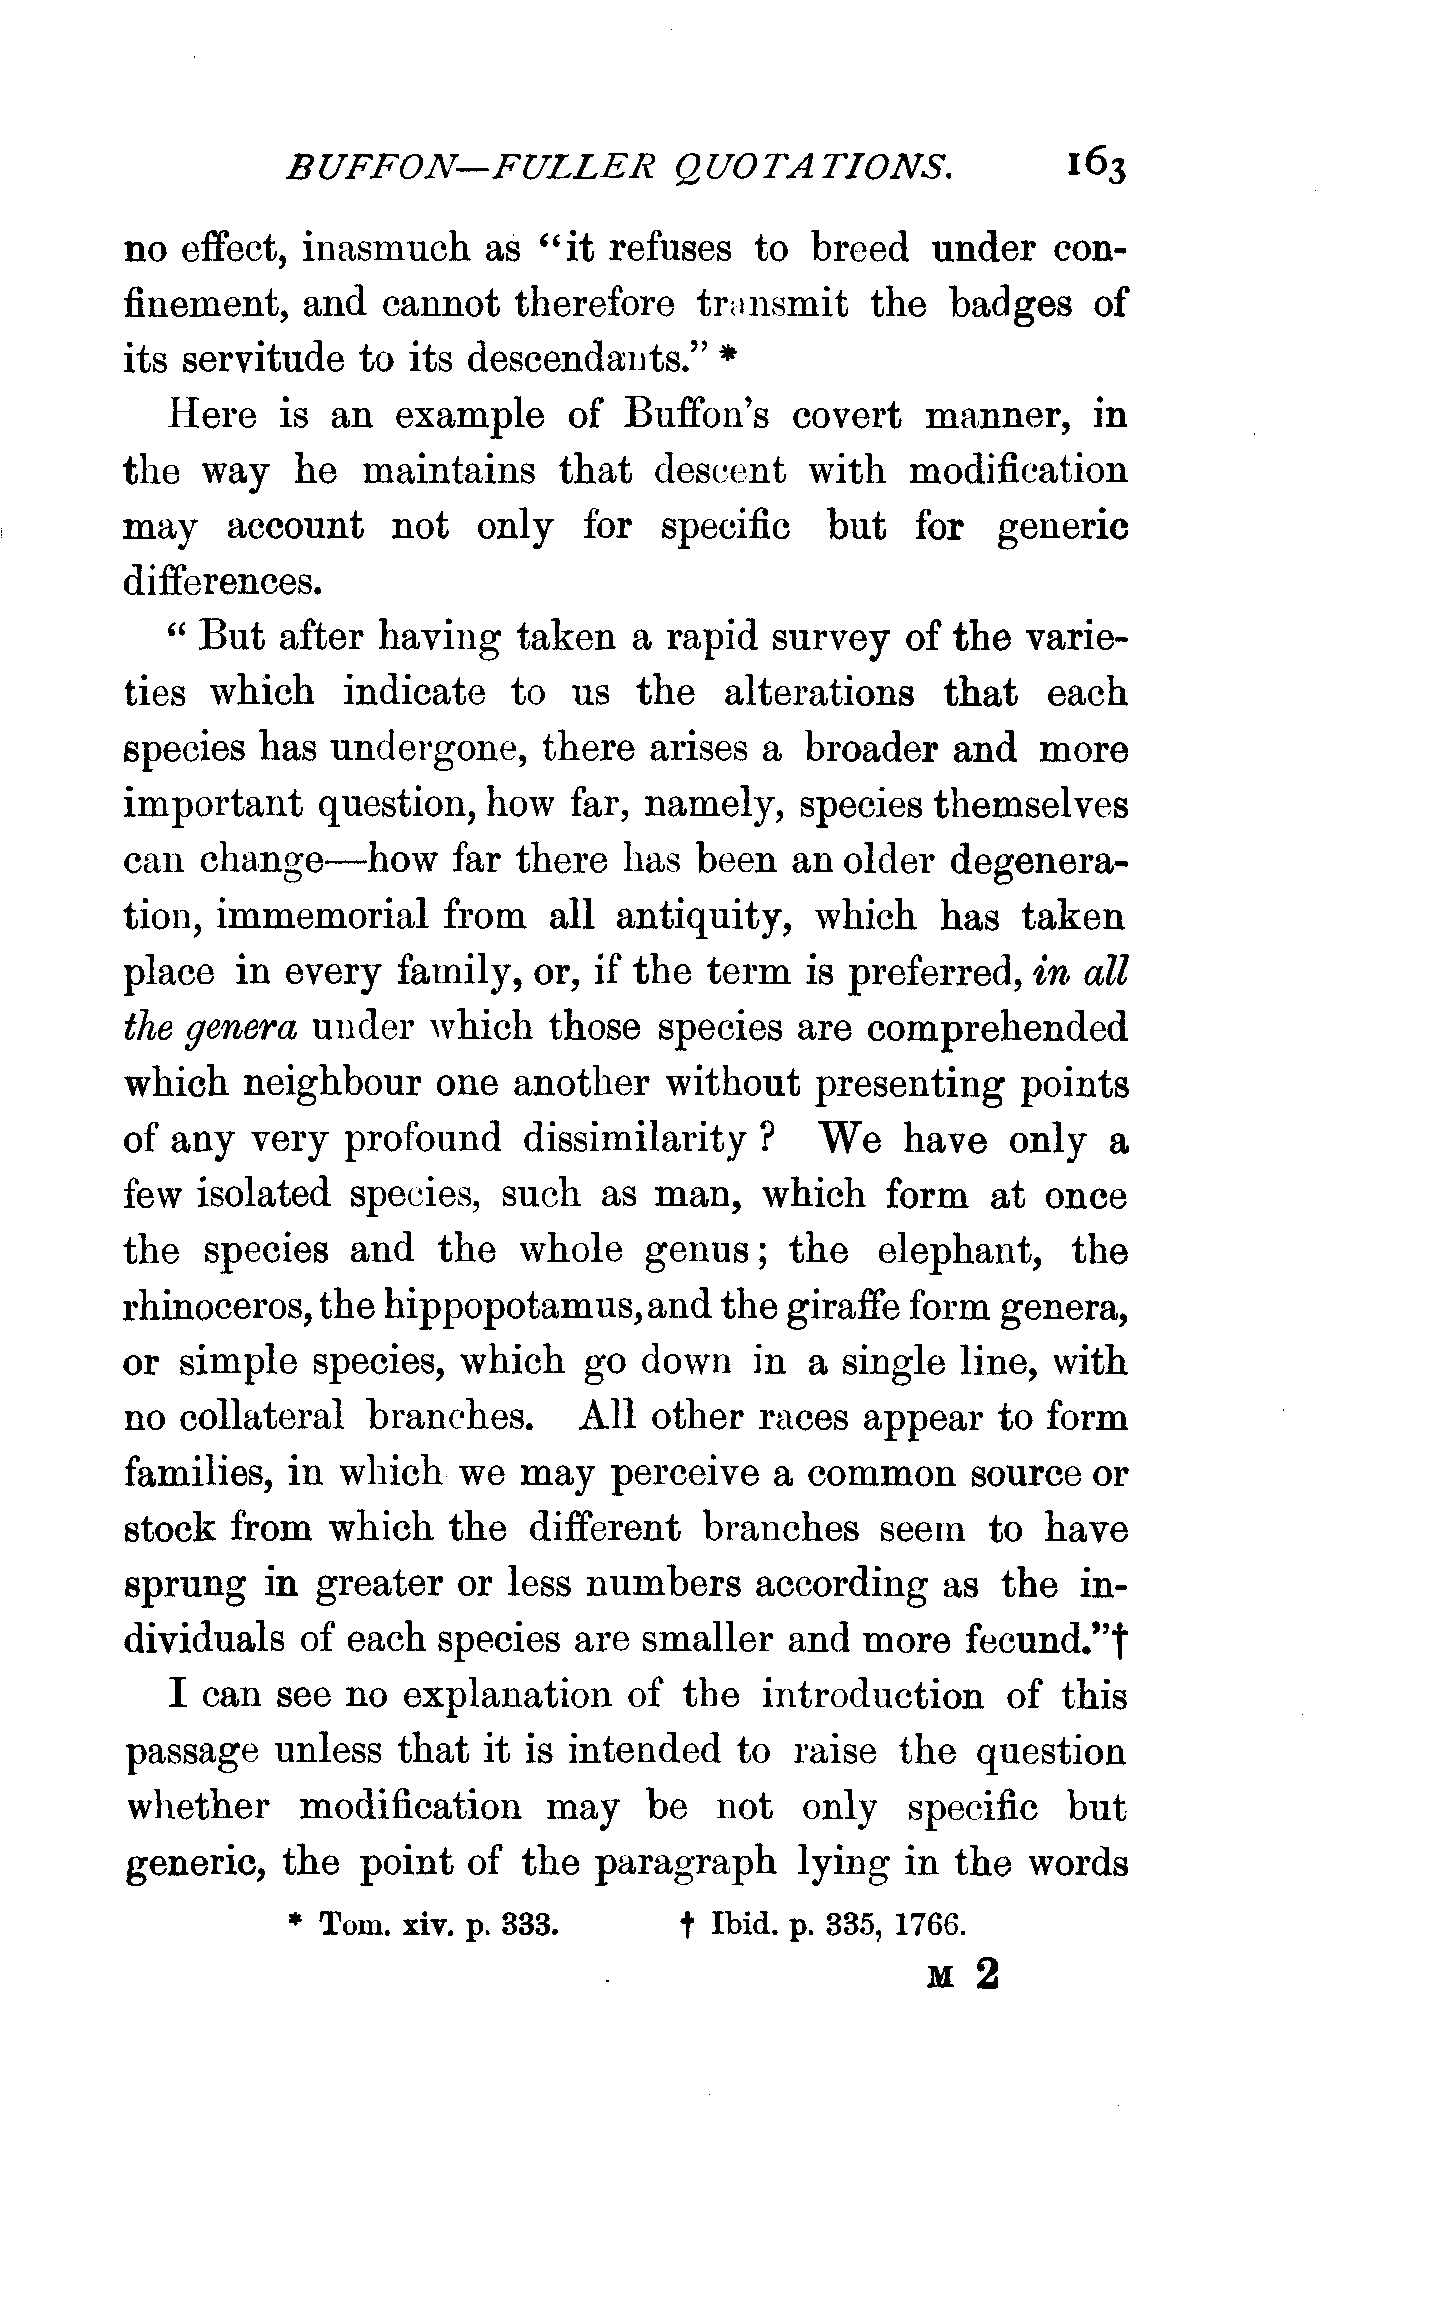 BUFFON—FULLER QUOTATIONS. 163
no effect, inasmuch as “it refuses to breed under con-
finement, and cannot therefore transmit the badges of
its servitude to its descendants.” *
Here is an example of Buffon's covert manner, in
the way he maintains that descent with modification
may account not only for specific but for generic
differences.
“ But after having taken a rapid survey of the varie-
ties which indicate to us the alterations that each
species has undergone, there arises a broader and more
important question, how far, namely, species themselves
can change—how far there has been an older degenera-
tion, immemorial from all antiquity, which has taken
place in every family, or, if the term is preferred, in all
the genera under which those species are comprehended
which neighbour one another without presenting points
of any very profound dissimilarity ? We have only a
few isolated species, such as man, which form at once
the species and the whole genus ; the elephant, the
rhinoceros, the hippopotamus, and the giraffe form genera,
or simple species, which go down in a single line, with
no collateral branches. All other races appear to form
families, in which we may perceive a common source or
stock from which the different branches seem to have
sprung in greater or less numbers according as the in-
dividuals of each species are smaller and more fecund.”†
I can see no explanation of the introduction of this
passage unless that it is intended to raise the question
whether modification may be not only specific but
generic, the point of the paragraph lying in the words
* Tom. xiv. p. 333. † Ibid. p. 335, 1766.
M 2